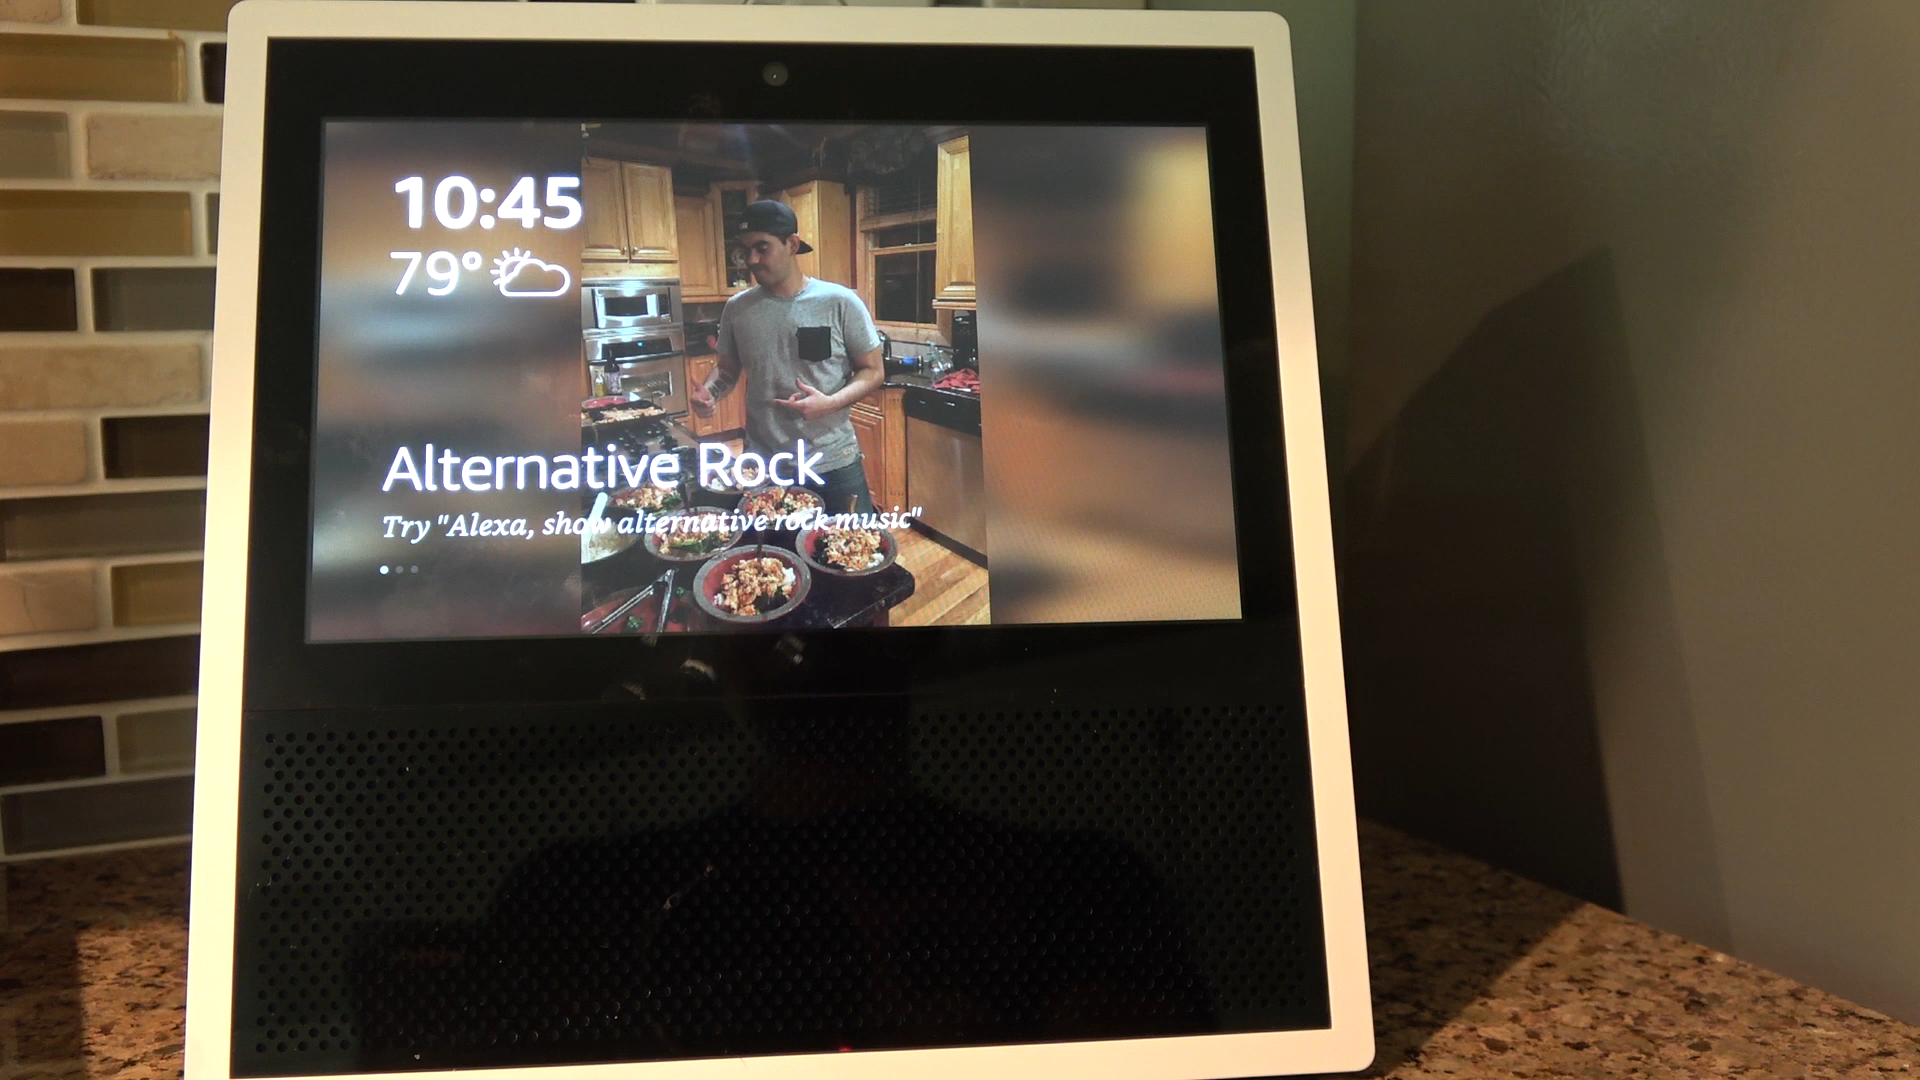 10:45
79°
Alternative Rock
Try "Alexa, show alternative rock music"